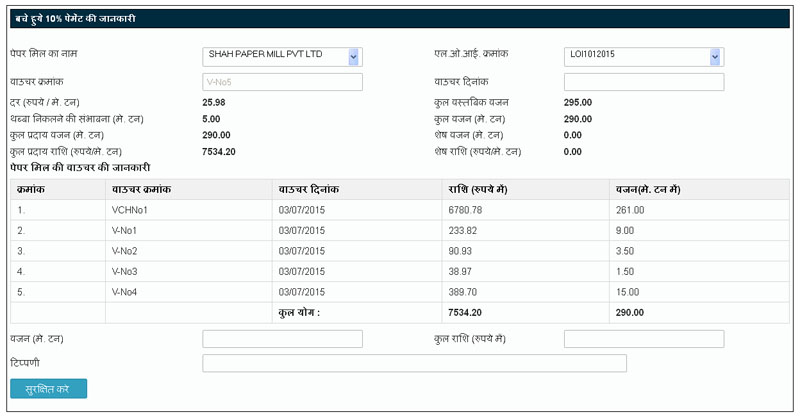 बचे हुये 10% पेमेंट की जानकारी
पेपर मिल का नाम SHAH PAPER MILL PVT LTD एल.ओ.आई. क्रमांक LOI1012015
वाउचर क्रमांक V-No5 वाउचर दिनांक
दर (रुपये / मे. टन) 25.98 कुल वस्तबिक वजन 295.00
थब्बा निकलने की संभाबना (मे. टन) 5.00 कुल वजन (मे. टन) 290.00
कुल प्रदाय वजन (मे. टन) 290.00 शेष वजन (मे. टन) 0.00
कुल प्रदाय राशि (रुपये/मे. टन) 7534.20 शेष राशि (रुपये/मे. टन) 0.00
पेपर मिल की वाउचर की जानकारी
क्रमांक वाउचर क्रमांक वाउचर दिनांक राशि (रुपये में) वजन(मे. टन में)
1. VCHNo1 03/07/2015 6780.78 261.00
2. V-No1 03/07/2015 233.82 9.00
3. V-No2 03/07/2015 90.93 3.50
4. V-No3 03/07/2015 38.97 1.50
5. V-No4 03/07/2015 389.70 15.00
कुल योग : 7534.20 290.00
वजन (मे. टन) कुल राशि (रुपये में)
टिप्पणी
सुरक्षित करे